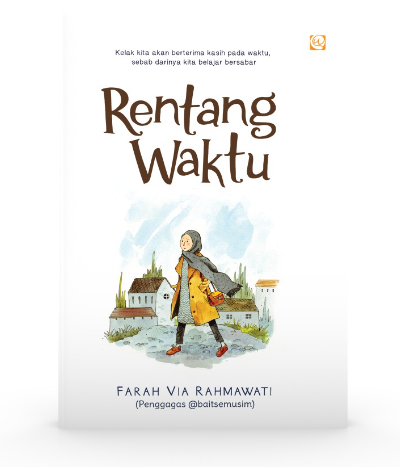 Kelak kita akan berterima kasih pada waktu,
sebab darinya kita belajar bersabar
Rentang
Waktu
FARAH VIA RAHMAWATI
(Penggagas @baitsemusim)